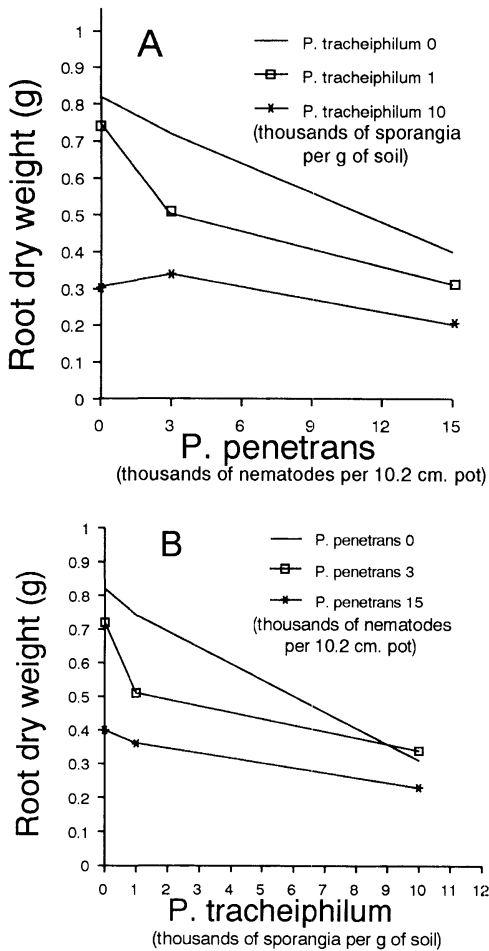 A
P. tracheiphilum 0
P. tracheiphilum 1
P. tracheiphilum 10
(thousands of sporangia
per g of soil)
Root dry weight (g)
1
0.9
0.8
0.7
0.6
0.5
0.4
0.3
0.2
0.1
0
0 3 6 9 12 15
P. penetrans
(thousands of nematodes per 10.2 cm. pot)
B
P. penetrans 0
P. penetrans 3
P. penetrans 15
(thousands of nematodes
per 10.2 cm. pot)
Root dry weight (g)
1
0.9
0.8
0.7
0.6
0.5
0.4
0.3
0.2
0.1
0
0 1 2 3 4 5 6 7 8 9 10 11 12
P. tracheiphilum
(thousands of sporangia per g of soil)